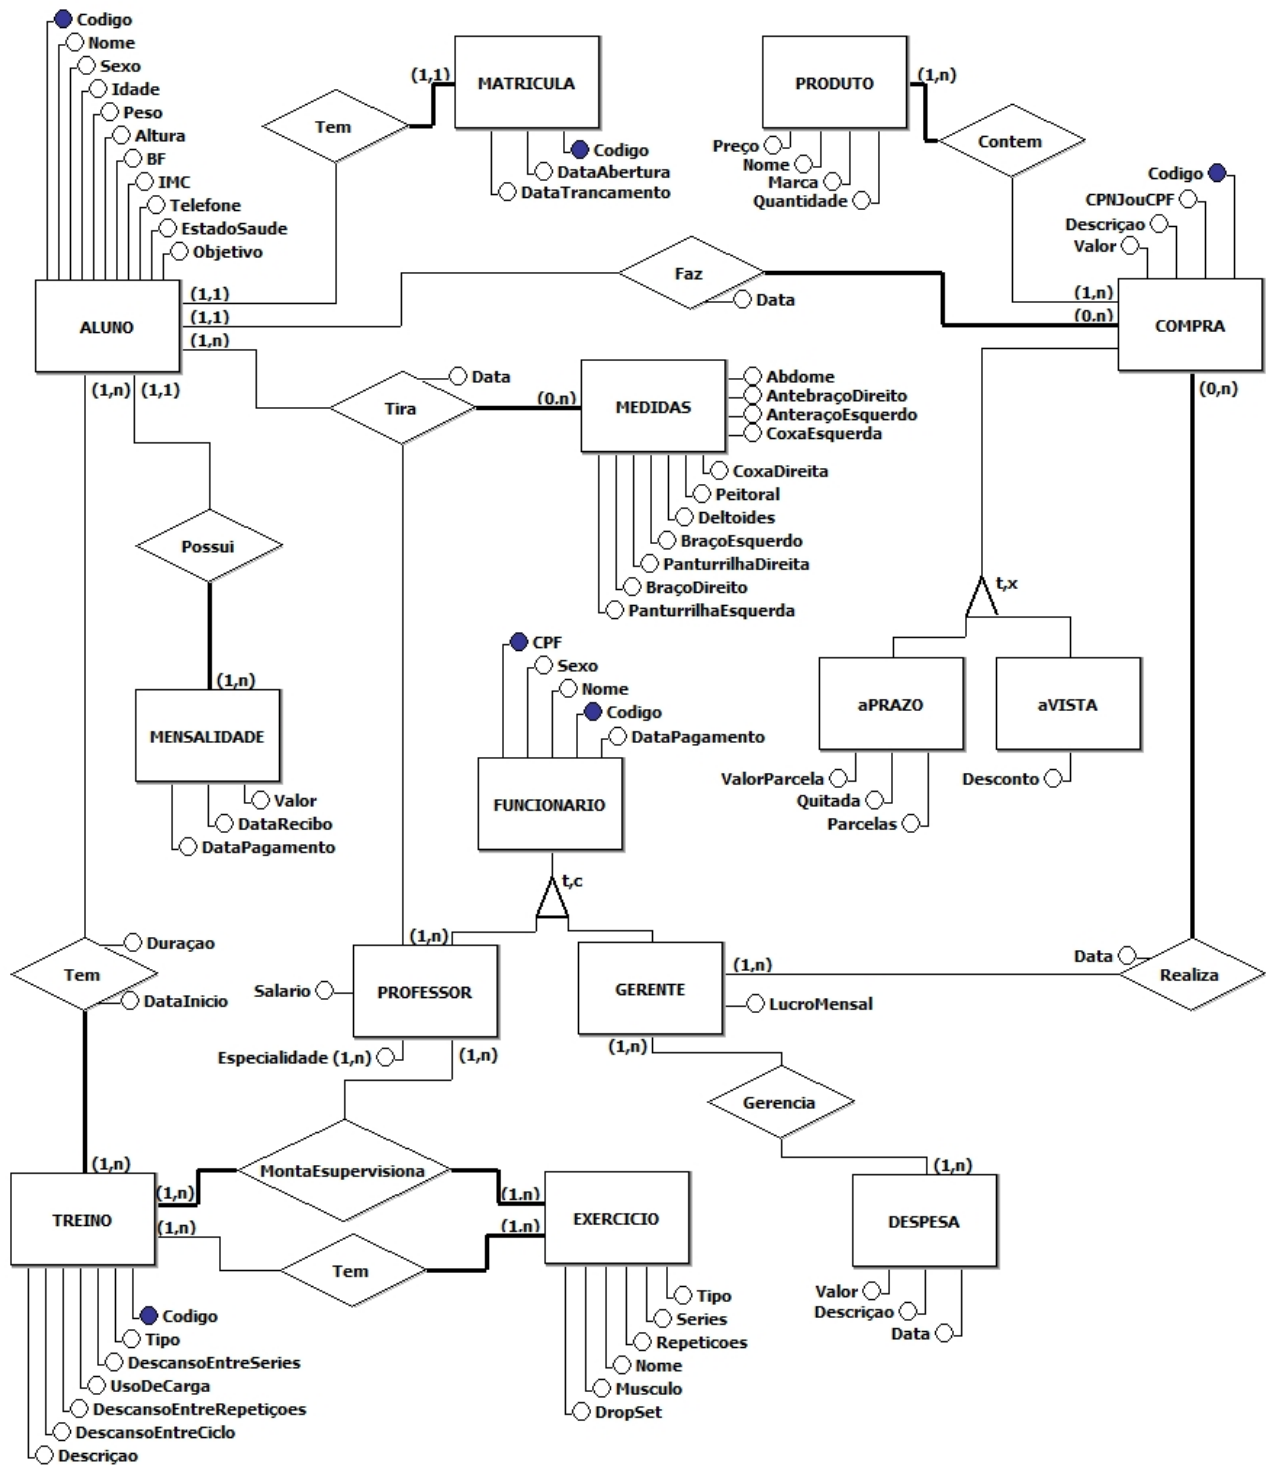 Codigo
Nome
Sexo
Idade
Peso
Altura
BF
IMC
Telefone
EstadoSaude
Objetivo
ALUNO
(1,1)
(1,1)
(1,n)
(1,n)
(1,1)
Tem
(1,1)
MATRICULA
Codigo
DataAbertura
DataTrancamento
PRODUTO
(1,n)
Preço
Nome
Marca
Quantidade
Contem
Codigo
CPNJouCPF
Descriçao
Valor
(1,n)
(0,n)
COMPRA
(0,n)
Faz
Data
Data
Tira
(0,n)
MEDIDAS
Abdome
AntebraçoDireito
AnteraçoEsquerdo
CoxaEsquerda
CoxaDireita
Peitoral
Deltoides
BraçoEsquerdo
PanturrilhaDireita
BraçoDireito
PanturrilhaEsquerda
Possui
(1,n)
MENSALIDADE
Valor
DataRecibo
DataPagamento
t,x
aPRAZO
aVISTA
ValorParcela
Quitada
Parcelas
Desconto
CPF
Sexo
Nome
Codigo
DataPagamento
FUNCIONARIO
t,c
(1,n)
PROFESSOR
Salario
Especialidade (1,n)
(1,n)
GERENTE
(1,n)
LucroMensal
(1,n)
Data
Realiza
Gerencia
(1,n)
DESPESA
Valor
Descriçao
Data
Duraçao
Tem
DataInicio
(1,n)
TREINO
(1,n)
(1,n)
MontaEsupervisiona
(1,n)
(1,n)
EXERCICIO
Tem
Codigo
Tipo
DescansoEntreSeries
UsoDeCarga
DescansoEntreRepetiçoes
DescansoEntreCiclo
Descriçao
Tipo
Series
Repeticoes
Nome
Musculo
DropSet